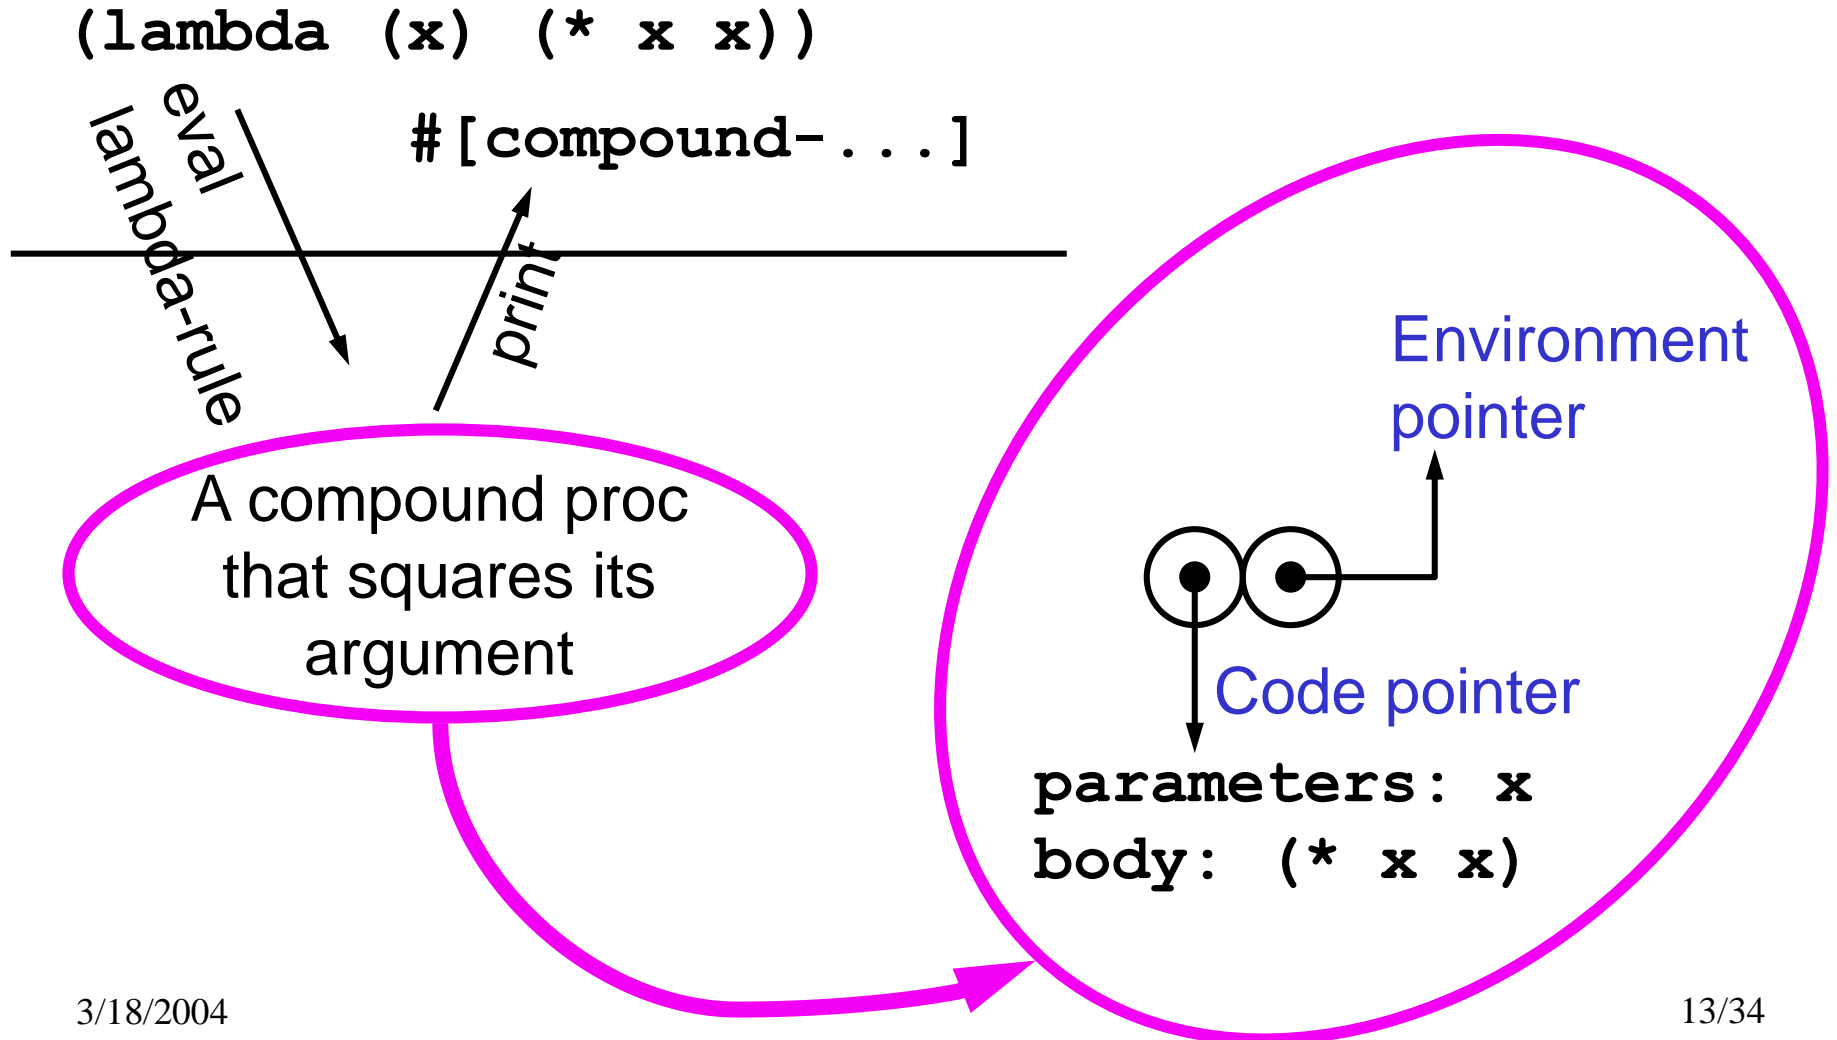 (lambda (x) (* x x))
eval
lambda-rule
#[compound-...]
print
A compound proc
that squares its
argument
Environment
pointer
Code pointer
parameters: x
body: (* x x)
3/18/2004
13/34